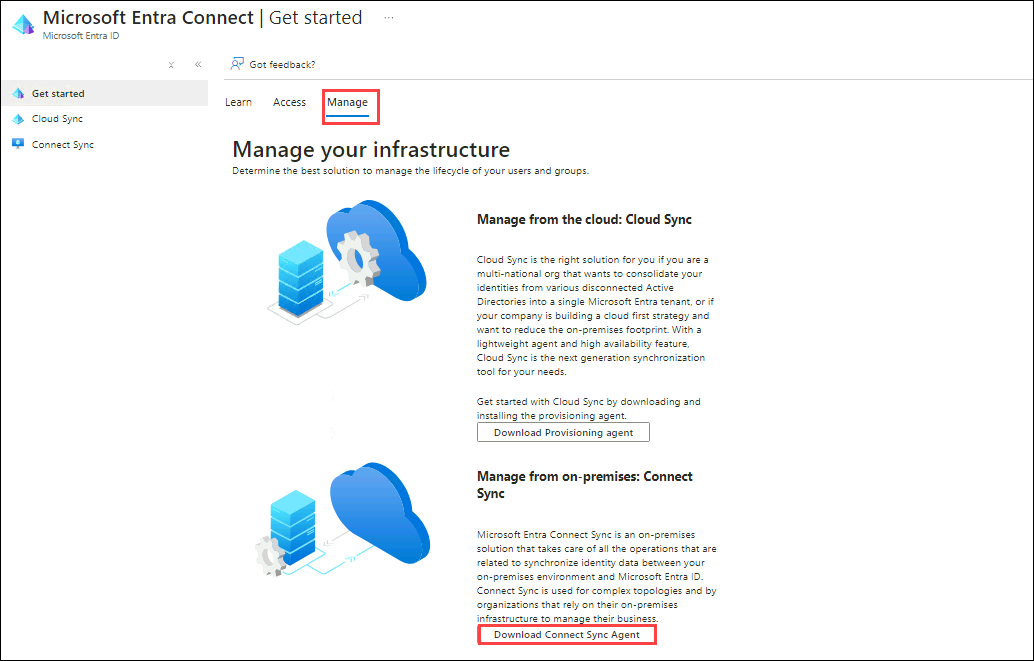 Microsoft Entra Connect | Get started ...
Microsoft Entra ID
Got feedback?
Get started
Cloud Sync
Connect Sync
Learn Access Manage
Manage your infrastructure
Determine the best solution to manage the lifecycle of your users and groups.
Manage from the cloud: Cloud Sync
Cloud Sync is the right solution for you if you are a
multi-national org that wants to consolidate your
identities from various disconnected Active
Directories into a single Microsoft Entra tenant, or if
your company is building a cloud first strategy and
want to reduce the on-premises footprint. With a
lightweight agent and high availability feature,
Cloud Sync is the next generation synchronization
tool for your needs.
Get started with Cloud Sync by downloading and
installing the provisioning agent.
Download Provisioning agent
Manage from on-premises: Connect
Sync
Microsoft Entra Connect Sync is an on-premises
solution that takes care of all the operations that are
related to synchronize identity data between your
on-premises environment and Microsoft Entra ID.
Connect Sync is used for complex topologies and by
organizations that rely on their on-premises
infrastructure to manage their business.
Download Connect Sync Agent